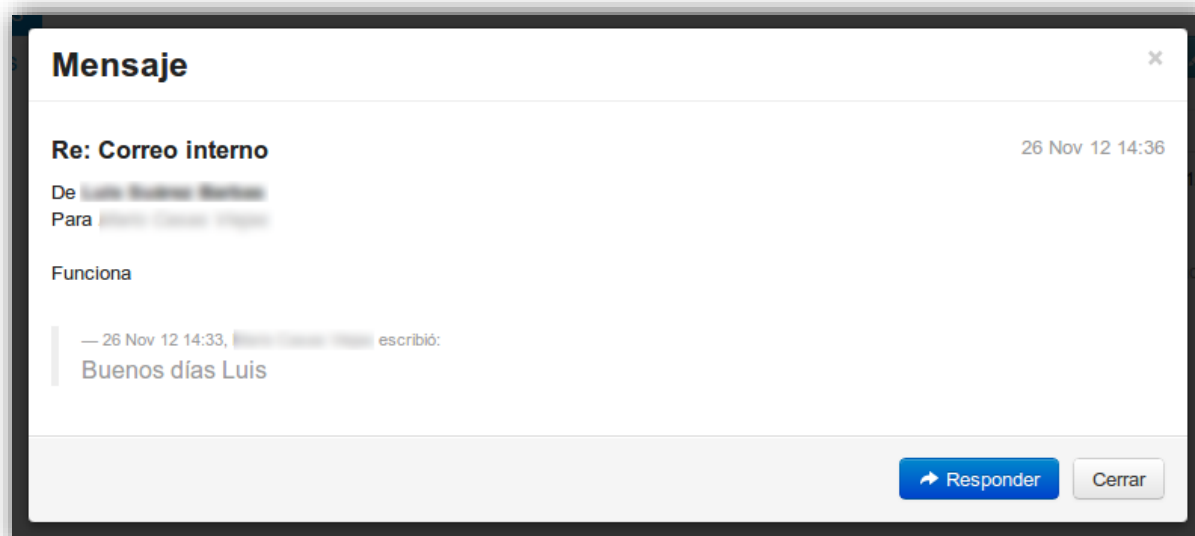 Mensaje
×
Re: Correo interno
26 Nov 12 14:36
De
Para
Funciona
— 26 Nov 12 14:33, escribió:
Buenos días Luis
Responder
Cerrar